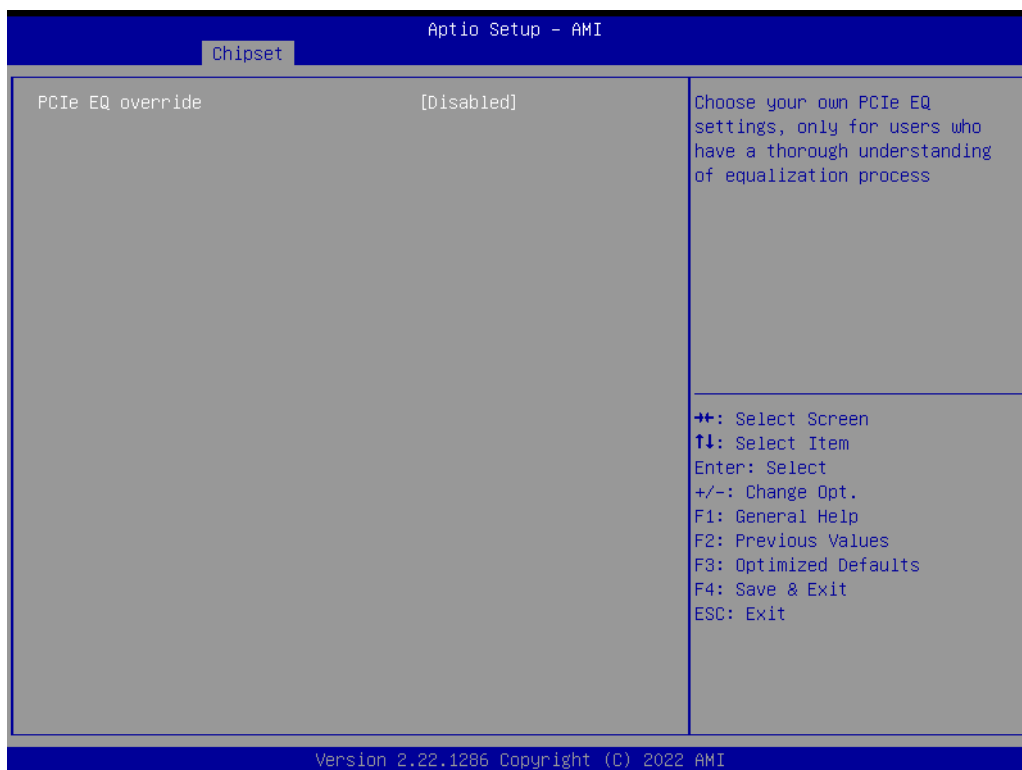 Aptio Setup – AMI
Chipset
PCIe EQ override [Disabled]
Choose your own PCIe EQ
settings, only for users who
have a thorough understanding
of equalization process
→←: Select Screen
↑↓: Select Item
Enter: Select
+/-: Change Opt.
F1: General Help
F2: Previous Values
F3: Optimized Defaults
F4: Save & Exit
ESC: Exit
Version 2.22.1286 Copyright (C) 2022 AMI